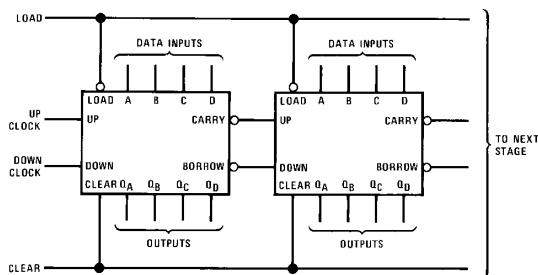 LOAD
DATA INPUTS
DATA INPUTS
LOAD A B C D
LOAD A B C D
UP CLOCK
UP
CARRY
UP
CARRY
TO NEXT STAGE
DOWN CLOCK
DOWN
BORROW
DOWN
BORROW
CLEAR QA QB QC QD
CLEAR QA QB QC QD
OUTPUTS
OUTPUTS
CLEAR